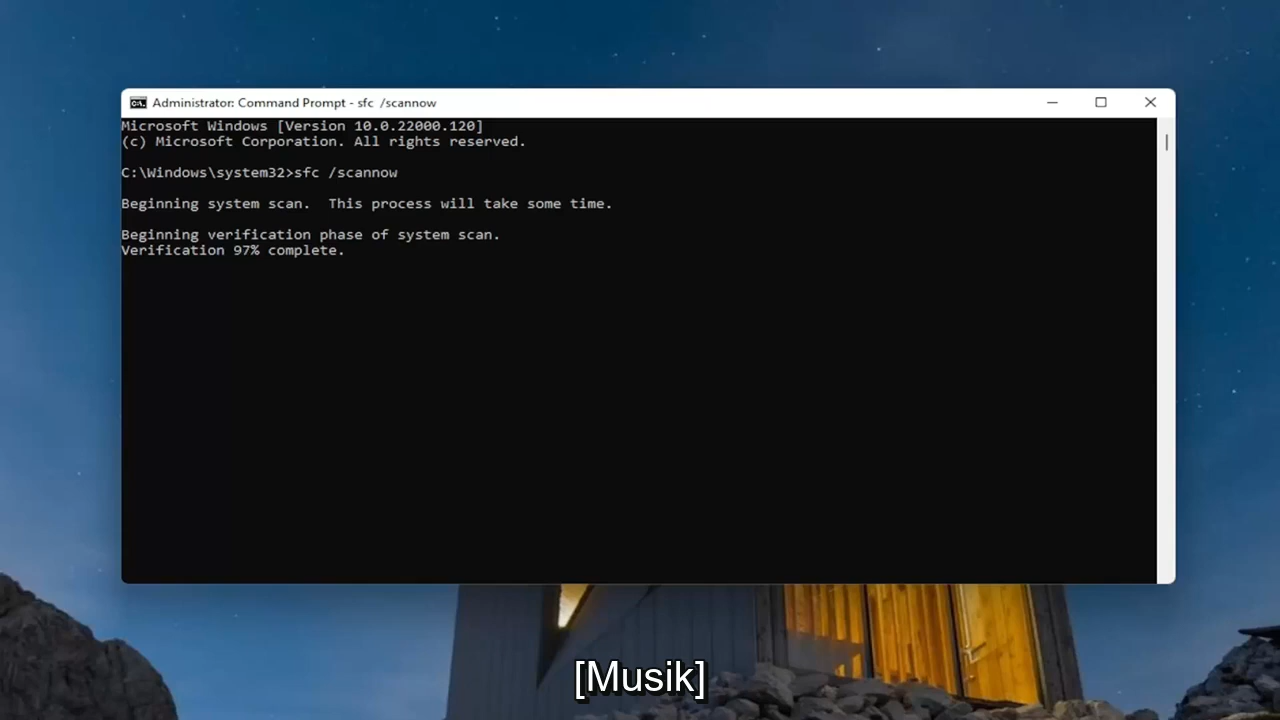 Administrator: Command Prompt - sfc /scannow
Microsoft Windows [Version 10.0.22000.120]
(c) Microsoft Corporation. All rights reserved.
C:\Windows\system32>sfc /scannow
Beginning system scan.  This process will take some time.
Beginning verification phase of system scan.
Verification 97% complete.
[Musik]